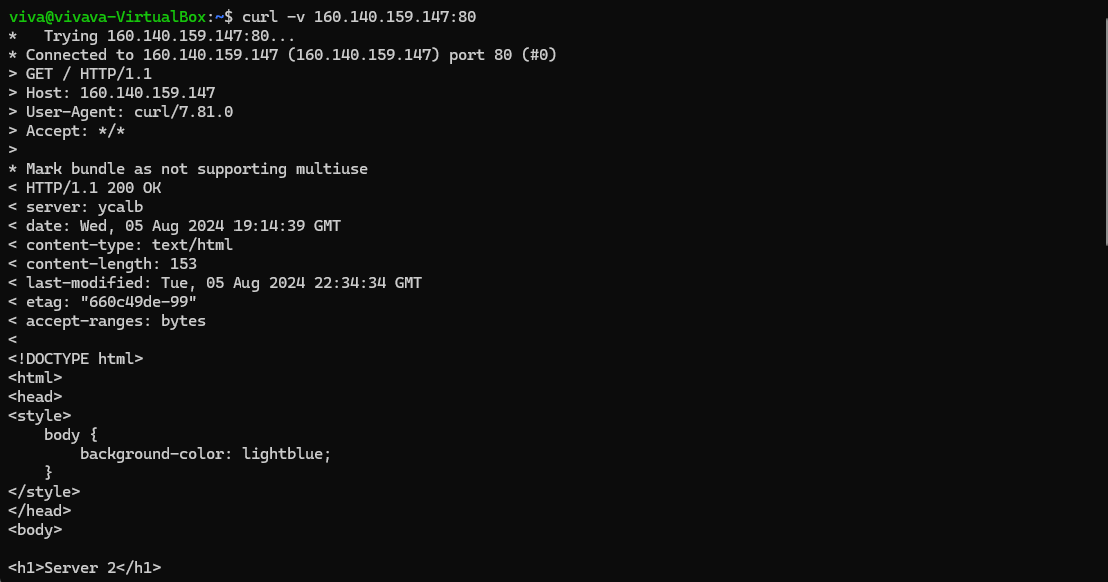 viva@vivava-VirtualBox:~$ curl -v 160.140.159.147:80
*   Trying 160.140.159.147:80...
* Connected to 160.140.159.147 (160.140.159.147) port 80 (#0)
> GET / HTTP/1.1
> Host: 160.140.159.147
> User-Agent: curl/7.81.0
> Accept: */*
>
* Mark bundle as not supporting multiuse
< HTTP/1.1 200 OK
< server: ycalb
< date: Wed, 05 Aug 2024 19:14:39 GMT
< content-type: text/html
< content-length: 153
< last-modified: Tue, 05 Aug 2024 22:34:34 GMT
< etag: "660c49de-99"
< accept-ranges: bytes
<
<!DOCTYPE html>
<html>
<head>
<style>
    body {
        background-color: lightblue;
    }
</style>
</head>
<body>

<h1>Server 2</h1>